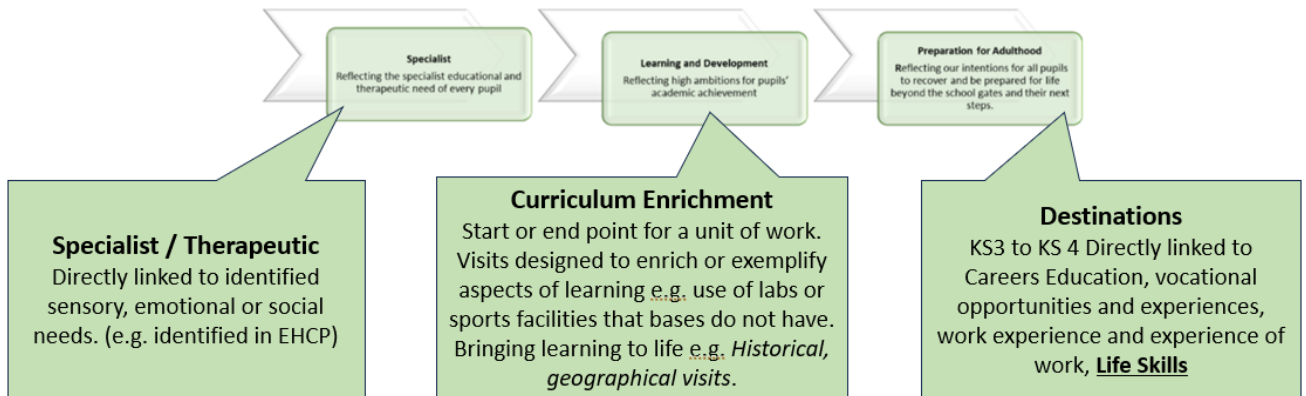 Specialist
Reflecting the specialist educational and
therapeutic need of every pupil
Learning and Development
Reflecting high ambitions for pupils'
academic achievement
Preparation for Adulthood
Reflecting our intentions for all pupils
to recover and be prepared for life
beyond the school gates and their next
steps.
Specialist / Therapeutic
Directly linked to identified
sensory, emotional or social
needs. (e.g. identified in EHCP)
Curriculum Enrichment
Start or end point for a unit of work.
Visits designed to enrich or exemplify
aspects of learning e.g. use of labs or
sports facilities that bases do not have.
Bringing learning to life e.g. Historical,
geographical visits.
Destinations
KS3 to KS 4 Directly linked to
Careers Education, vocational
opportunities and experiences,
work experience and experience of
work, Life Skills